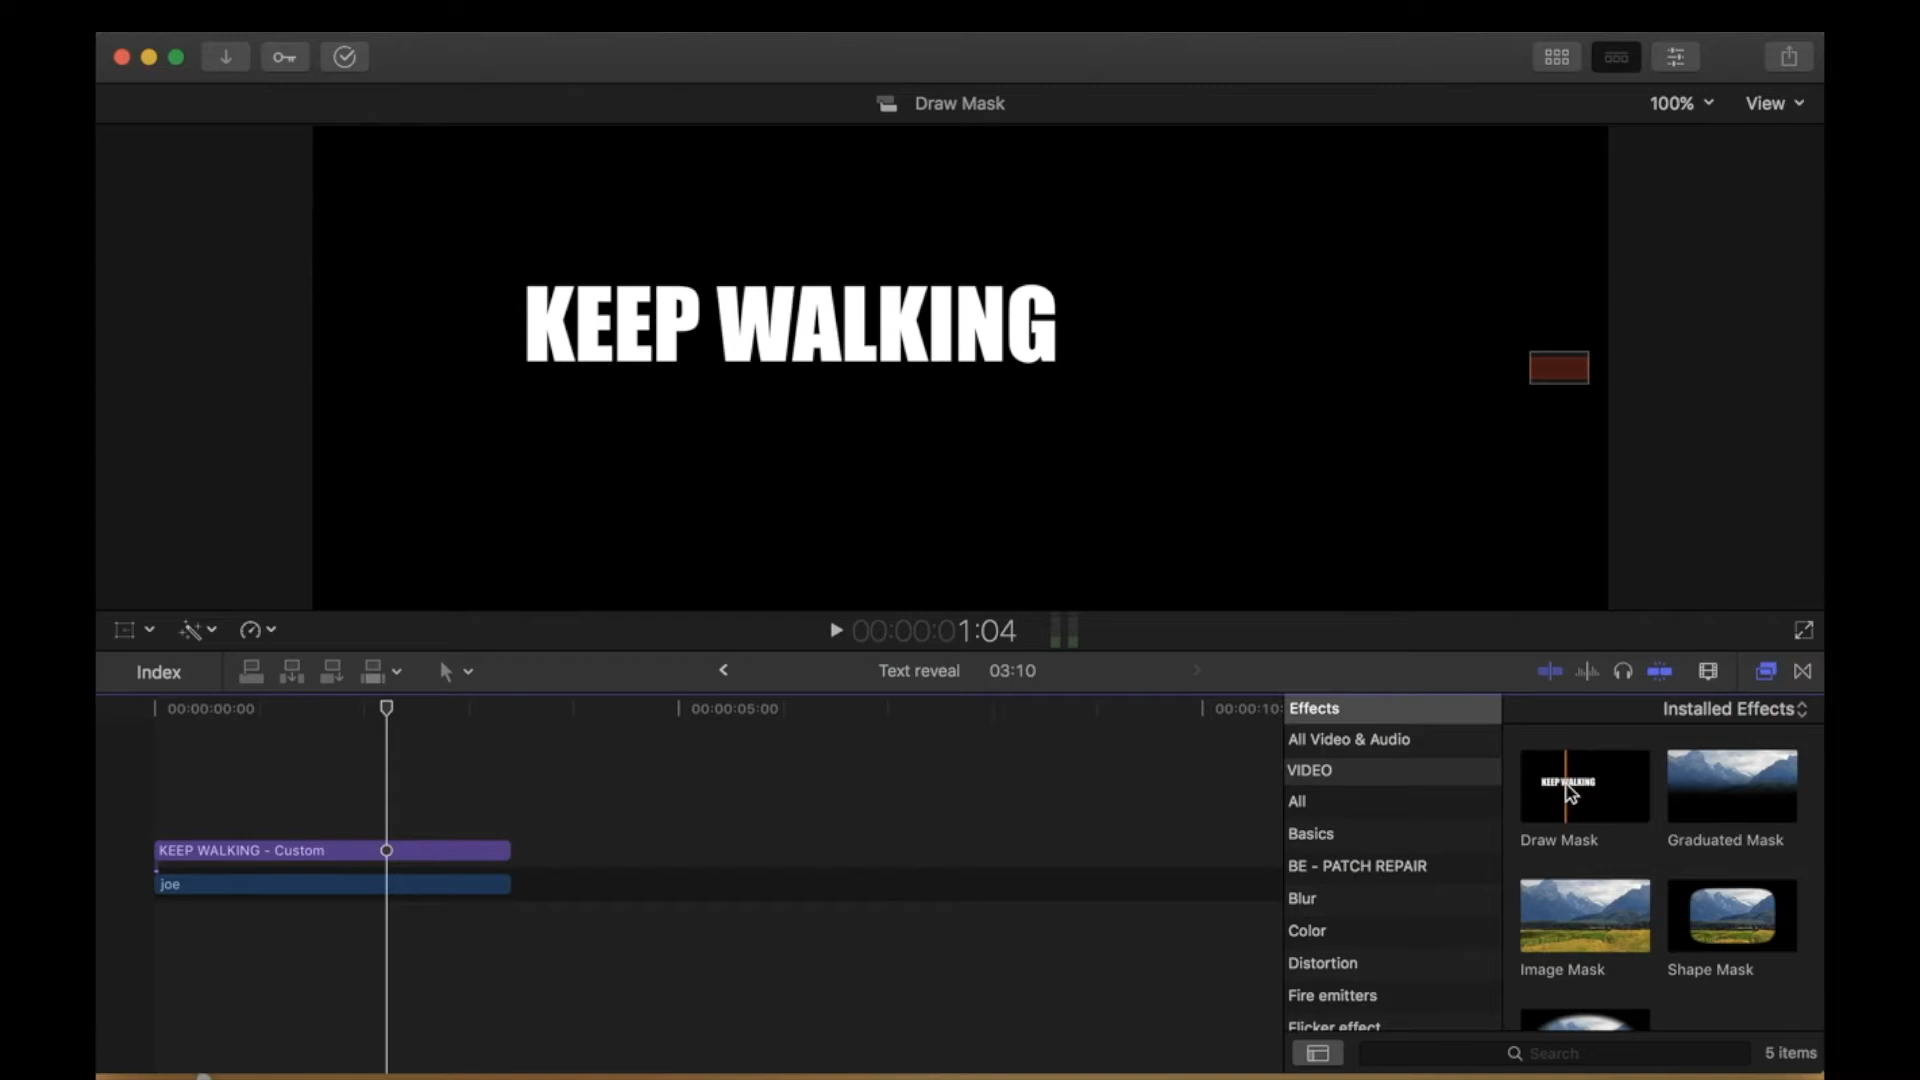 Draw Mask
100%
View
KEEP WALKING
00:00:01:04
Index
Text reveal 03:10
00:00:00:00
00:00:05:00
00:00:10:
KEEP WALKING - Custom
joe
Effects
All Video & Audio
VIDEO
All
Basics
BE - PATCH REPAIR
Blur
Color
Distortion
Fire emitters
Flicker effect
Installed Effects
KEEP WALKING
Draw Mask
Graduated Mask
Image Mask
Shape Mask
Search
5 items